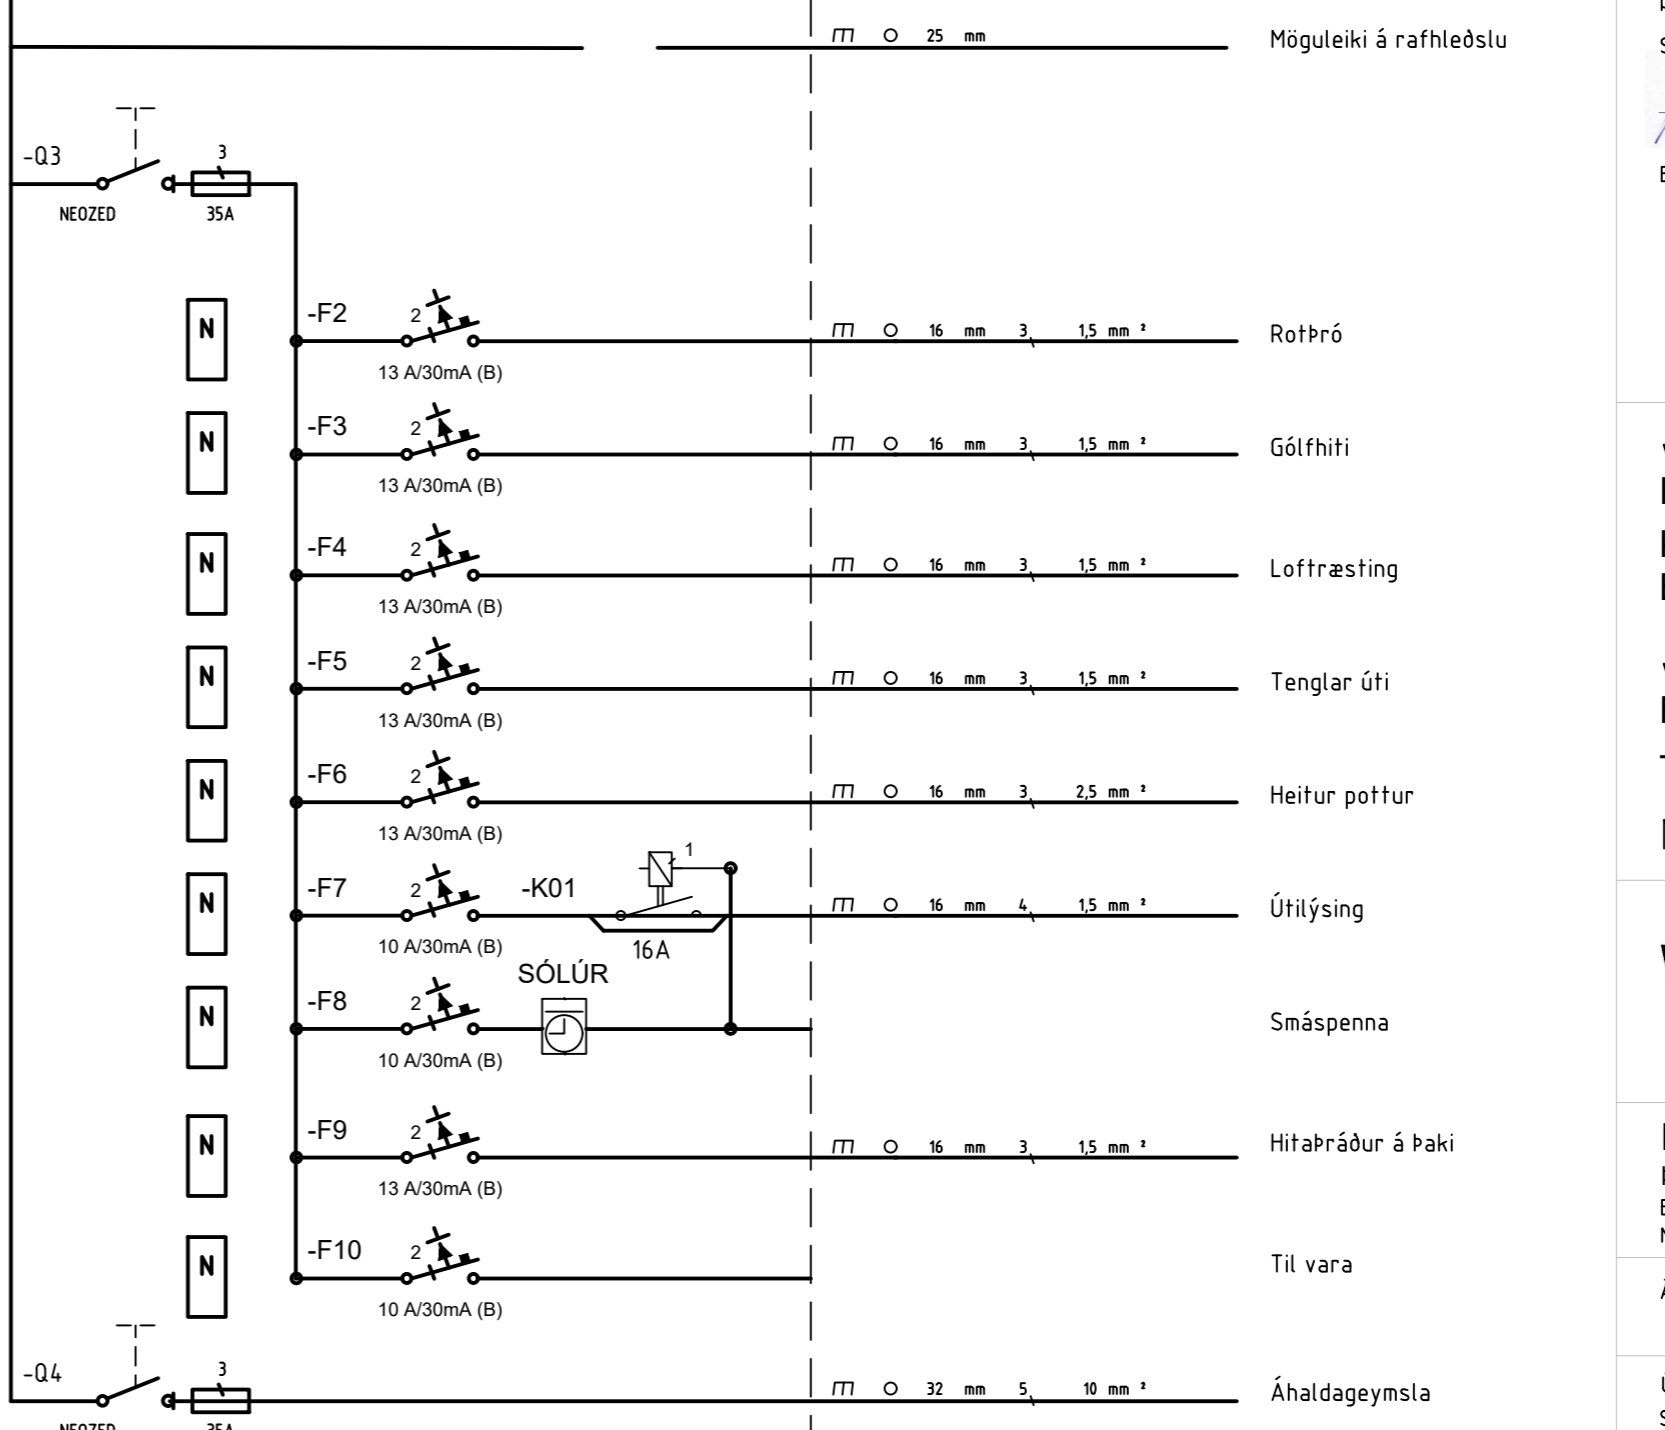 25 mm Möguleiki á rafhleðslu
-Q3 3
NEOZED 35A
N -F2 2 16 mm 3 1,5 mm ² Rotþró
13 A/30mA (B)
N -F3 2 16 mm 3 1,5 mm ² Gólfhiti
13 A/30mA (B)
N -F4 2 16 mm 3 1,5 mm ² Loftræsting
13 A/30mA (B)
N -F5 2 16 mm 3 1,5 mm ² Tenglar úti
13 A/30mA (B)
N -F6 2 16 mm 3 2,5 mm ² Heitur pottur
13 A/30mA (B)
1
N -F7 2 -K01 16 mm 4 1,5 mm ² Útilýsing
10 A/30mA (B) 16A
SÓLÚR
N -F8 2 Smáspenna
10 A/30mA (B)
N -F9 2 16 mm 3 1,5 mm ² Hitaþráður á þaki
13 A/30mA (B)
N -F10 2 Til vara
10 A/30mA (B)
-Q4 3 32 mm 5 10 mm ² Áhaldageymsla
NEOZED 35A